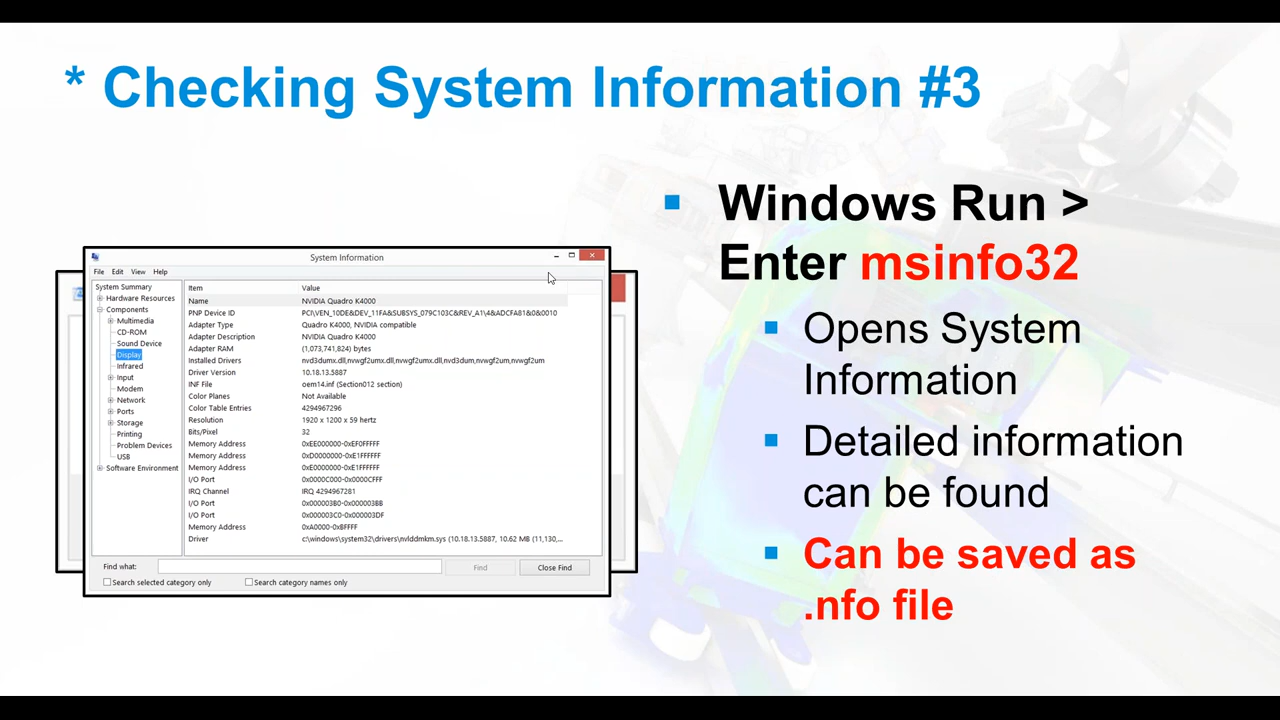 * Checking System Information #3
System Information
File Edit View Help
System Summary
Hardware Resources
Components
Multimedia
CD-ROM
Sound Device
Display
Infrared
Input
Modem
Network
Ports
Storage
Printing
Problem Devices
USB
Software Environment
Item Value
Name NVIDIA Quadro K4000
PNP Device ID PCI\VEN_10DE&DEV_11FA&SUBSYS_079C103C&REV_A1\4&ADCFA81&0&0010
Adapter Type Quadro K4000, NVIDIA compatible
Adapter Description NVIDIA Quadro K4000
Adapter RAM (1,073,741,824) bytes
Installed Drivers nvd3dumx.dll,nvwgf2umx.dll,nvwgf2umx.dll,nvd3dum,nvwgf2um,nvwgf2um
Driver Version 10.18.13.5887
INF File oem14.inf (Section012 section)
Color Planes Not Available
Color Table Entries 4294967296
Resolution 1920 x 1200 x 59 hertz
Bits/Pixel 32
Memory Address 0xEE000000-0xEF0FFFFF
Memory Address 0xD0000000-0xE1FFFFFF
Memory Address 0xE0000000-0xE1FFFFFF
I/O Port 0x0000C000-0x0000CFFF
IRQ Channel IRQ 4294967281
I/O Port 0x000003B0-0x000003BB
I/O Port 0x000003C0-0x000003DF
Memory Address 0xA0000-0xBFFFF
Driver c:\windows\system32\drivers\nvlddmkm.sys (10.18.13.5887, 10.62 MB (11,130,...
Find what: Find Close Find
Search selected category only Search category names only
Windows Run >
Enter msinfo32
Opens System
Information
Detailed information
can be found
Can be saved as
.nfo file